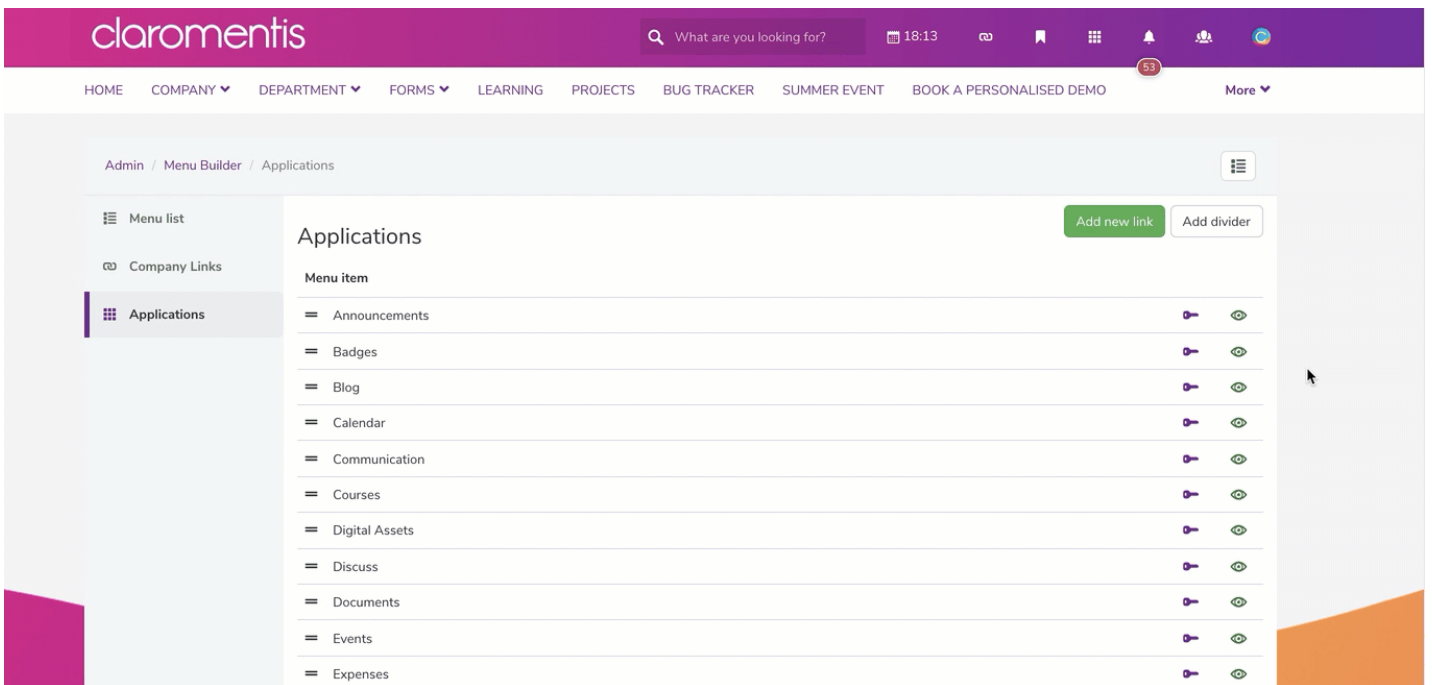 claromentis
What are you looking for?
18:13
53
HOME COMPANY DEPARTMENT FORMS LEARNING PROJECTS BUG TRACKER SUMMER EVENT BOOK A PERSONALISED DEMO More
Admin / Menu Builder / Applications
Menu list
Company Links
Applications
Applications
Add new link Add divider
Menu item
Announcements
Badges
Blog
Calendar
Communication
Courses
Digital Assets
Discuss
Documents
Events
Expenses